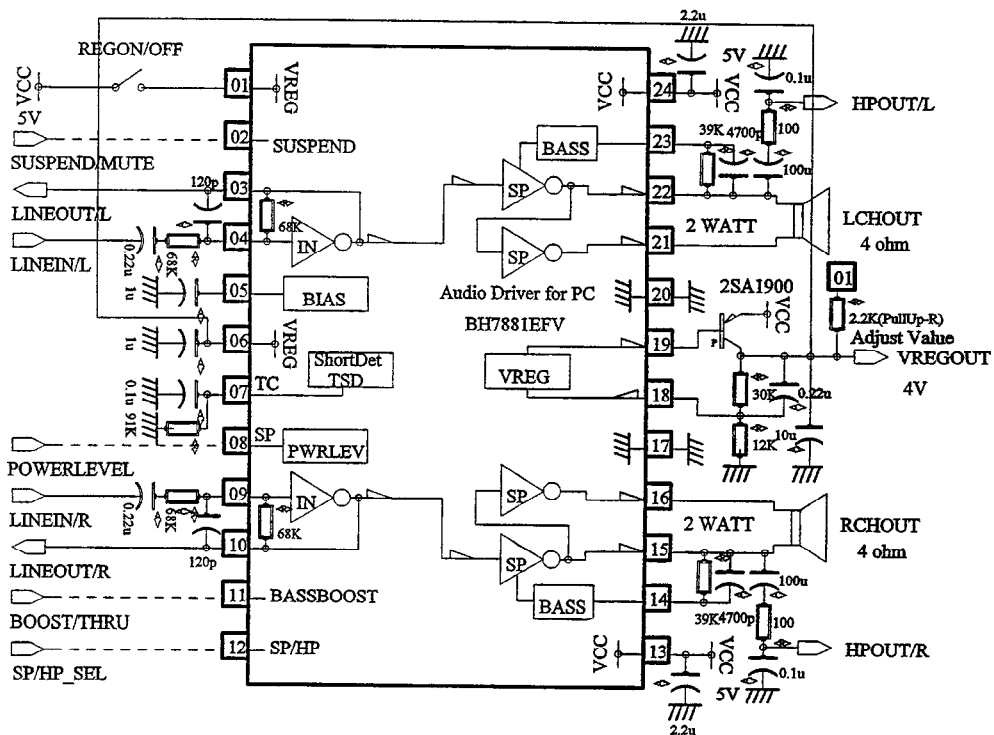 2.2u
REGON/OFF
5V
0.1u
VCC
5V
01
VREG
VCC
24
VCC
HPOUT/L
100
02
SUSPEND
SUSPEND/MUTE
BASS
23
39K
4700p
100u
120p
03
LINEOUT/L
SP
22
LINEIN/L
0.22u
68K
04
68K
IN
SP
21
2 WATT
LCHOUT
4 ohm
1u
05
BIAS
Audio Driver for PC
BH7881EFV
20
2SA1900
VCC
01
2.2K(PullUp-R)
Adjust Value
1u
06
VREG
VREG
19
P
VREGOUT
4V
0.1u
07
TC
ShortDet
TSD
18
30K
0.22u
91K
12K
10u
08
SP
PWRLEV
17
POWERLEVEL
LINEIN/R
0.22u
68K
09
IN
68K
SP
16
2 WATT
RCHOUT
4 ohm
120p
10
LINEOUT/R
SP
15
100u
11
BASSBOOST
BOOST/THRU
BASS
14
39K
4700p
100
12
SP/HP
SP/HP_SEL
VCC
13
VCC
5V
HPOUT/R
0.1u
2.2u